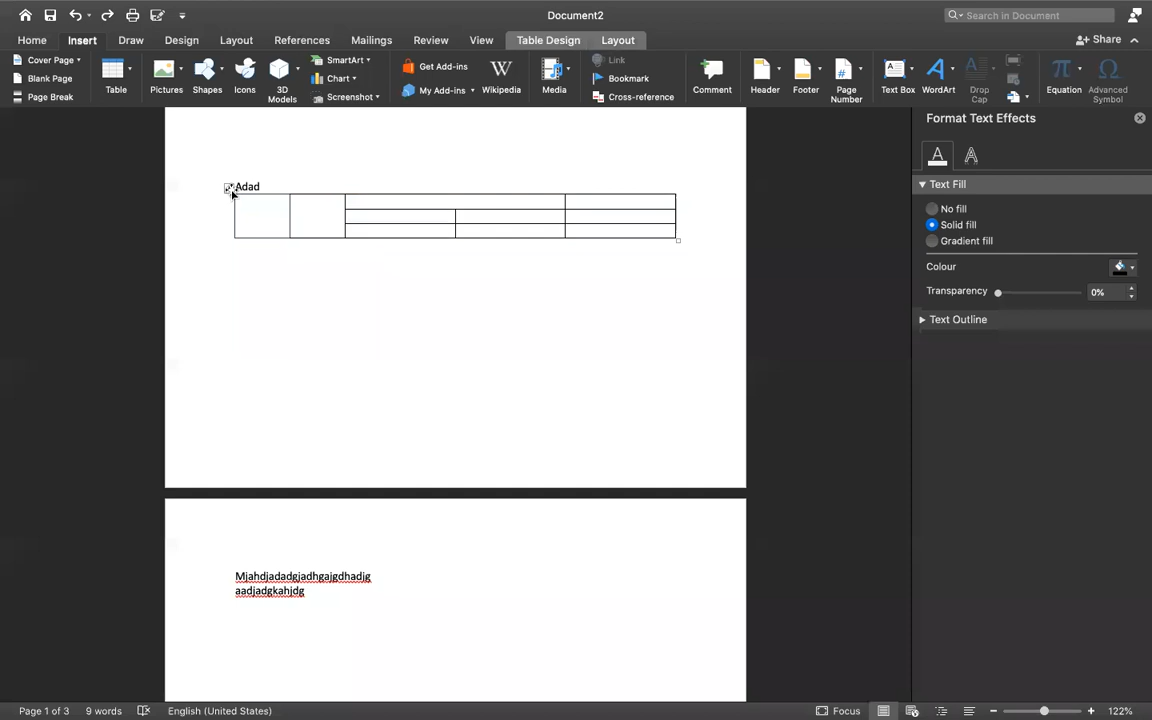 Document2
Search in Document
Home Insert Draw Design Layout References Mailings Review View Table Design Layout Share
Cover Page
Blank Page
Page Break
Table
Pictures
Shapes
Icons
3D
Models
SmartArt
Chart
Screenshot
Get Add-ins
My Add-ins
Wikipedia
Media
Link
Bookmark
Cross-reference
Comment
Header
Footer
Page
Number
Text Box
WordArt
Drop
Cap
Equation
Advanced
Symbol
Format Text Effects
Text Fill
No fill
Solid fill
Gradient fill
Colour
Transparency 0%
Text Outline
Adad
Mjahdjadadgjadhgajgdhadjg
aadjadgkahjdg
Page 1 of 3 9 words English (United States) Focus 122%